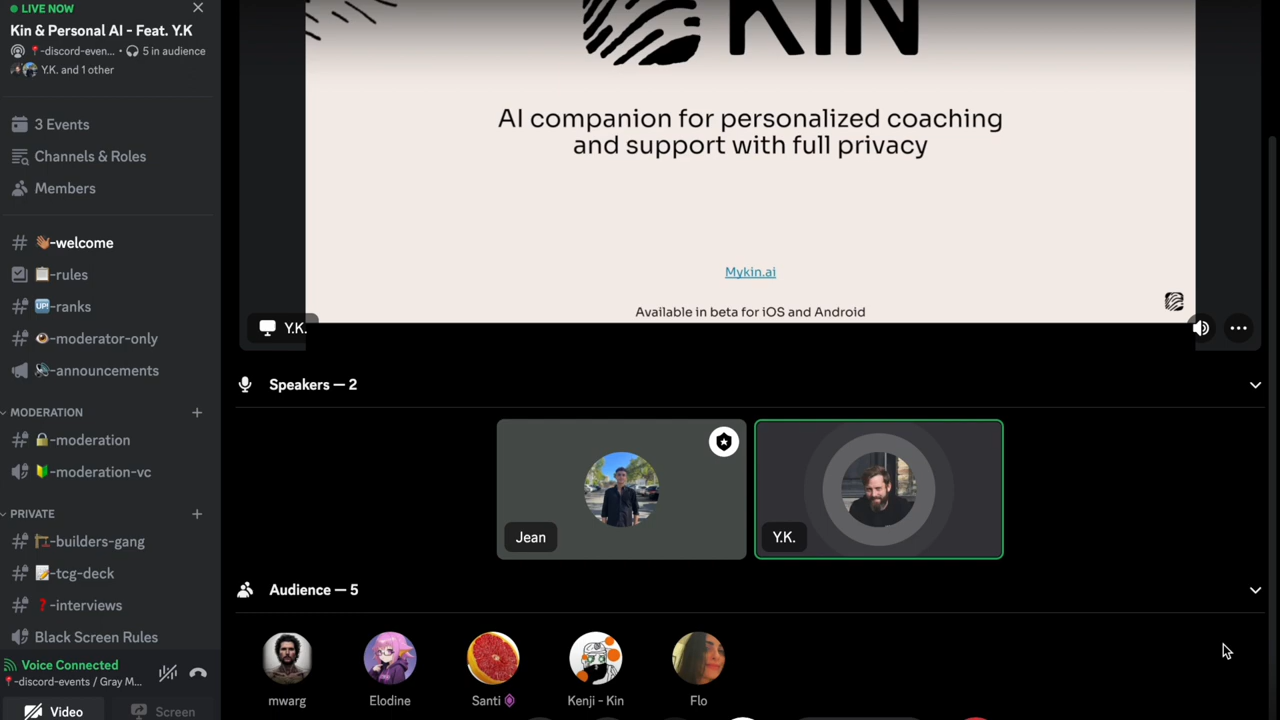 LIVE NOW
Kin & Personal AI - Feat. Y.K
-discord-even... • 5 in audience
Y.K. and 1 other
3 Events
Channels & Roles
Members
-welcome
-rules
UP!-ranks
-moderator-only
-announcements
MODERATION
-moderation
-moderation-vc
PRIVATE
-builders-gang
-tcg-deck
-interviews
Black Screen Rules
Voice Connected
-discord-events / Gray M...
Video
Screen
KIN
AI companion for personalized coaching
and support with full privacy
Mykin.ai
Available in beta for iOS and Android
Y.K.
Speakers — 2
Jean
Y.K.
Audience — 5
mwarg
Elodine
Santi
Kenji - Kin
Flo